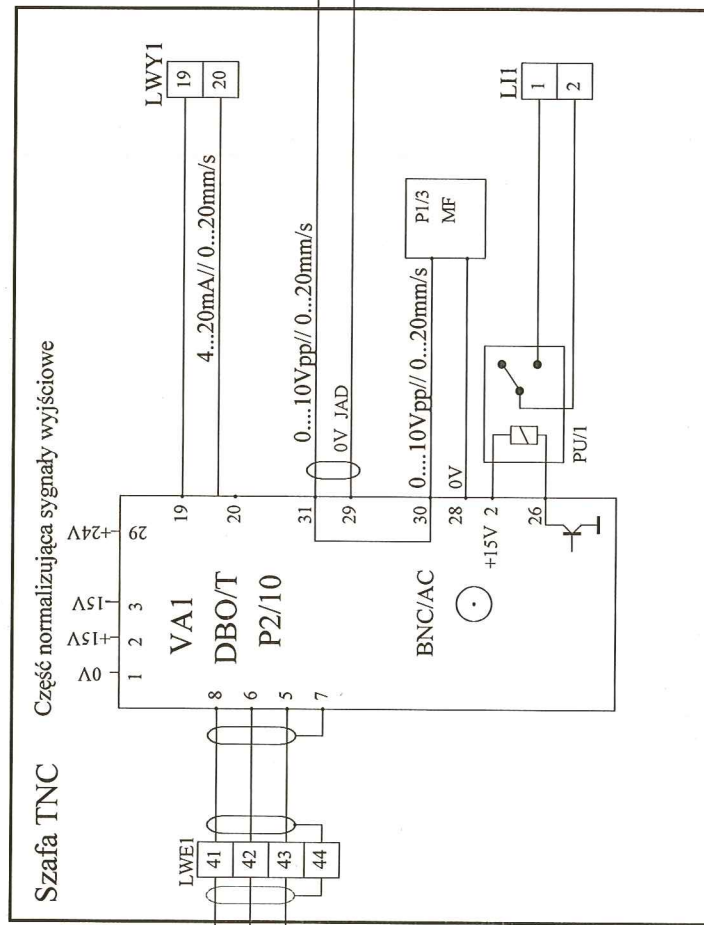 Szafa TNC
Część normalizująca sygnały wyjściowe
0V
+15V
-15V
+24V
1
2
3
29
VA1
DBO/T
P2/10
BNC/AC
LWE1
41
42
43
44
8
6
5
7
19
20
31
29
30
28
2
26
LWY1
19
20
4...20mA// 0...20mm/s
0....10Vpp// 0...20mm/s
0V JAD
0....10Vpp// 0...20mm/s
0V
P1/3
MF
+15V
PU/1
LI1
1
2